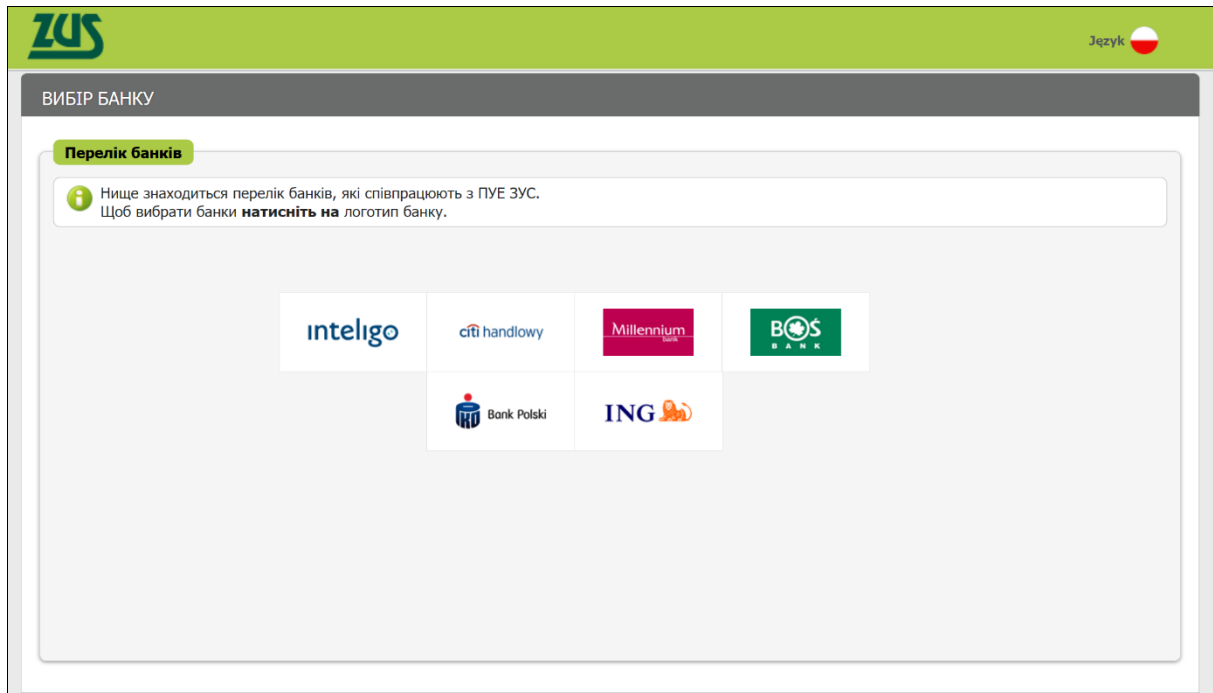 ZUS
Język
ВИБІР БАНКУ
Перелік банків
Нище знаходиться перелік банків, які співпрацюють з ПУЕ ЗУС.
Щоб вибрати банки натисніть на логотип банку.
inteligo
citi handlowy
Millennium
bank
BOŚ
BANK
PKO Bank Polski
ING